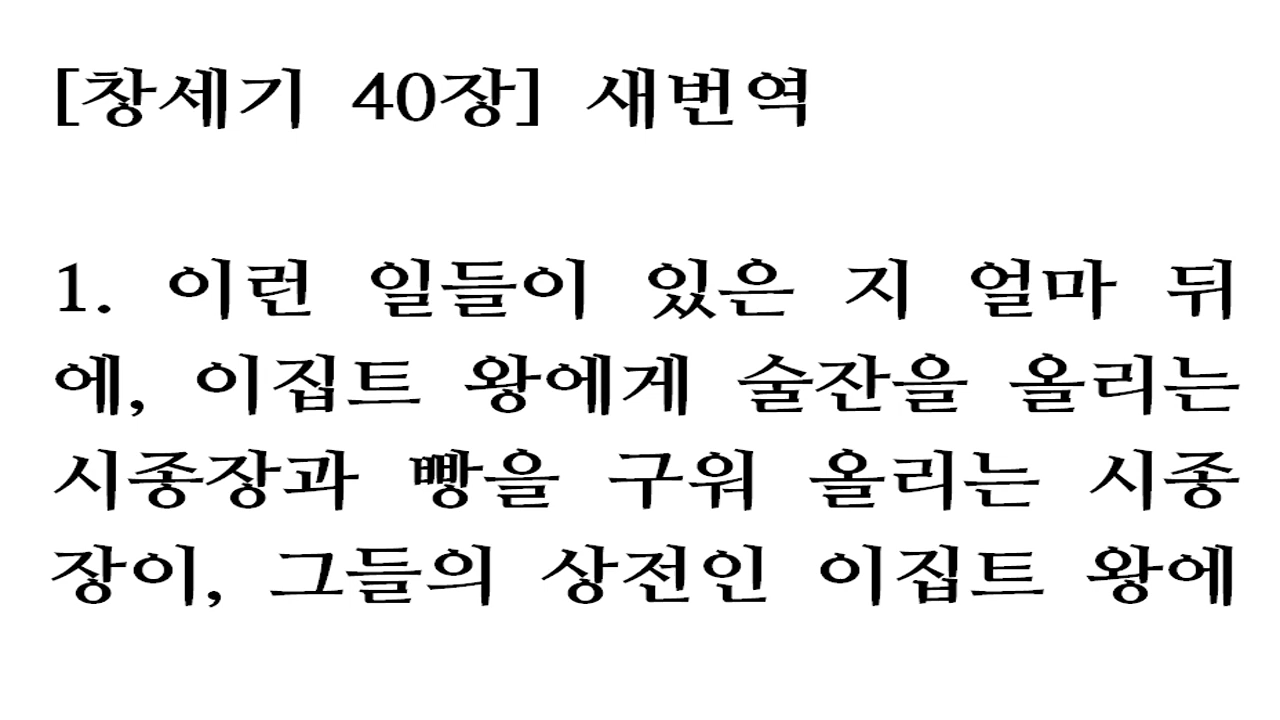 [창세기 40장] 새번역
1. 이런 일들이 있은 지 얼마 뒤
에, 이집트 왕에게 술잔을 올리는
시종장과 빵을 구워 올리는 시종
장이, 그들의 상전인 이집트 왕에